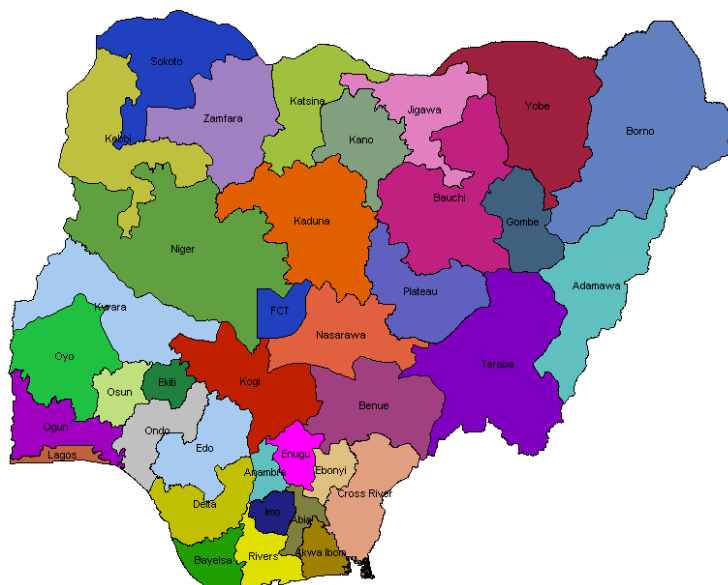 Sokoto
Katsina
Jigawa
Yobe
Zamfara
Kebbi
Kano
Borno
Bauchi
Kaduna
Gombe
Niger
Adamawa
Plateau
Kwara
FCT
Nasarawa
Oyo
Taraba
Ekiti
Kogi
Osun
Benue
Ogun
Ondo
Edo
Lagos
Enugu
Anambra
Ebonyi
Cross River
Delta
Imo
Abia
Bayelsa
Rivers
Akwa Ibom